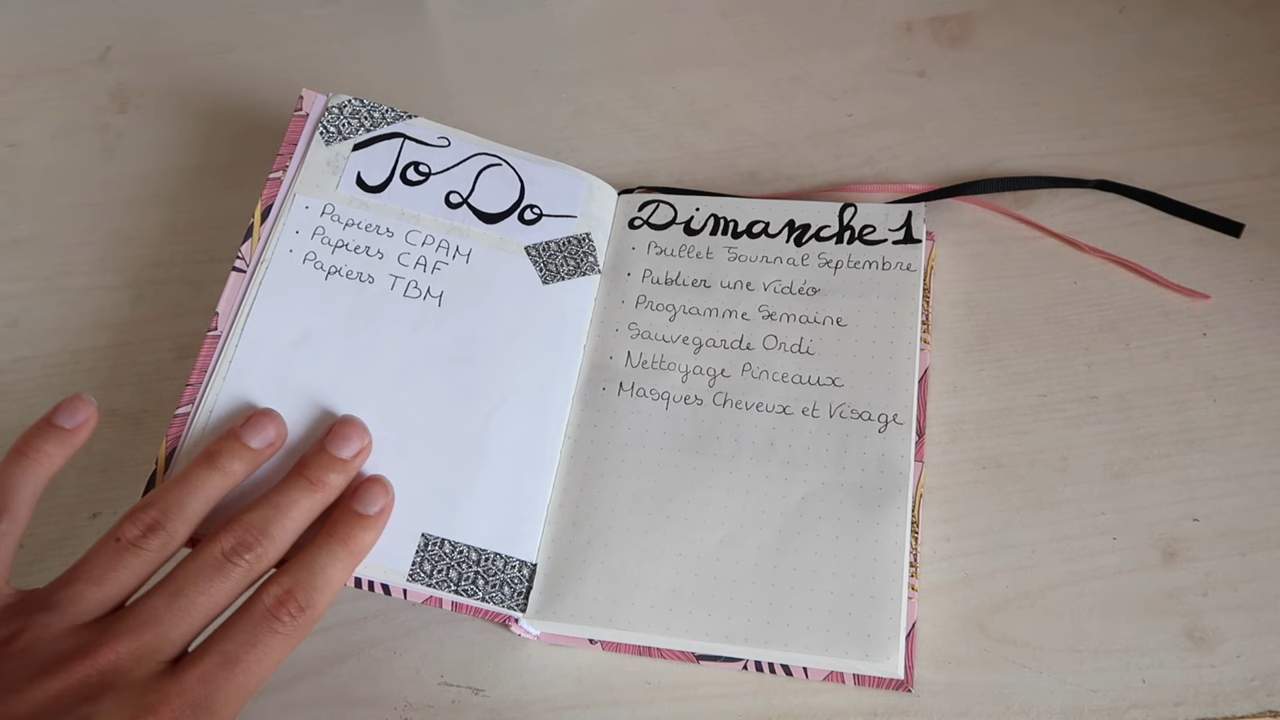 To Do
· Papiers CPAM
· Papiers CAF
· Papiers TBM
Dimanche 1
· Bullet Journal Septembre
· Publier une vidéo
· Programme Semaine
· Sauvegarde Ordi
· Nettoyage Pinceaux
· Masques Cheveux et Visage